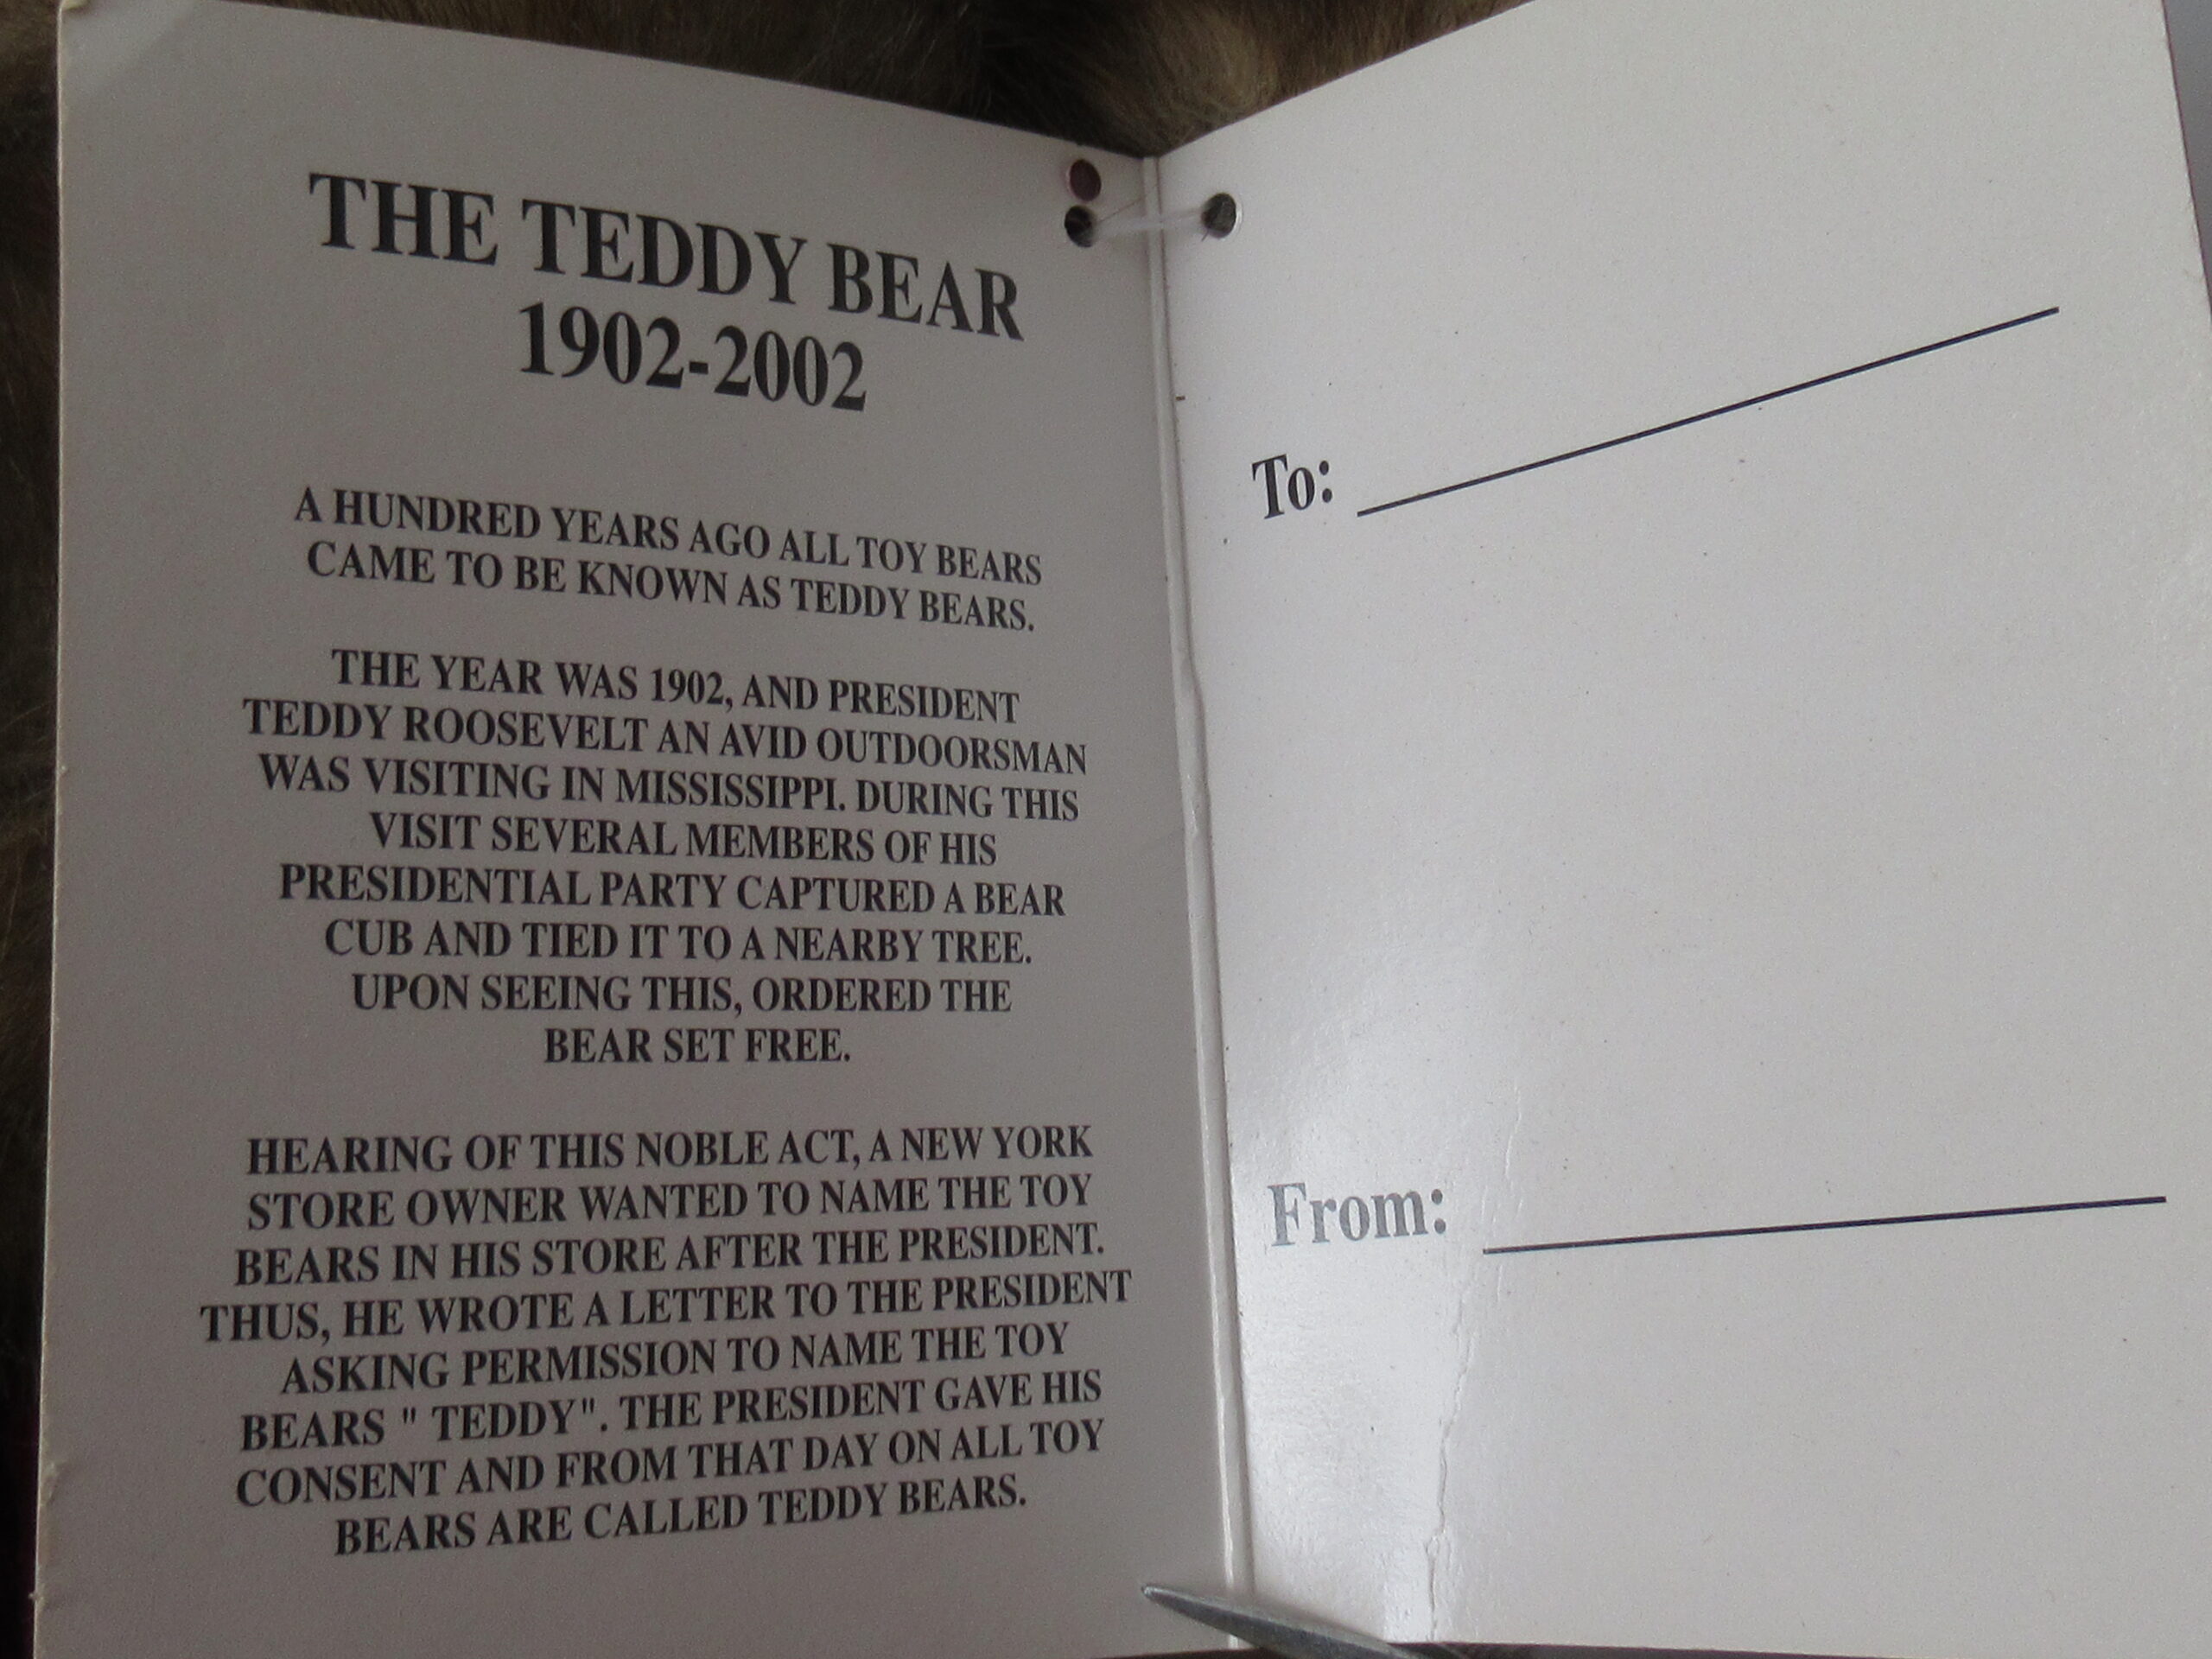 THE TEDDY BEAR
1902-2002
A HUNDRED YEARS AGO ALL TOY BEARS
CAME TO BE KNOWN AS TEDDY BEARS.
THE YEAR WAS 1902, AND PRESIDENT
TEDDY ROOSEVELT AN AVID OUTDOORSMAN
WAS VISITING IN MISSISSIPPI. DURING THIS
VISIT SEVERAL MEMBERS OF HIS
PRESIDENTIAL PARTY CAPTURED A BEAR
CUB AND TIED IT TO A NEARBY TREE.
UPON SEEING THIS, ORDERED THE
BEAR SET FREE.
HEARING OF THIS NOBLE ACT, A NEW YORK
STORE OWNER WANTED TO NAME THE TOY
BEARS IN HIS STORE AFTER THE PRESIDENT.
THUS, HE WROTE A LETTER TO THE PRESIDENT
ASKING PERMISSION TO NAME THE TOY
BEARS " TEDDY". THE PRESIDENT GAVE HIS
CONSENT AND FROM THAT DAY ON ALL TOY
BEARS ARE CALLED TEDDY BEARS.
To:
From: